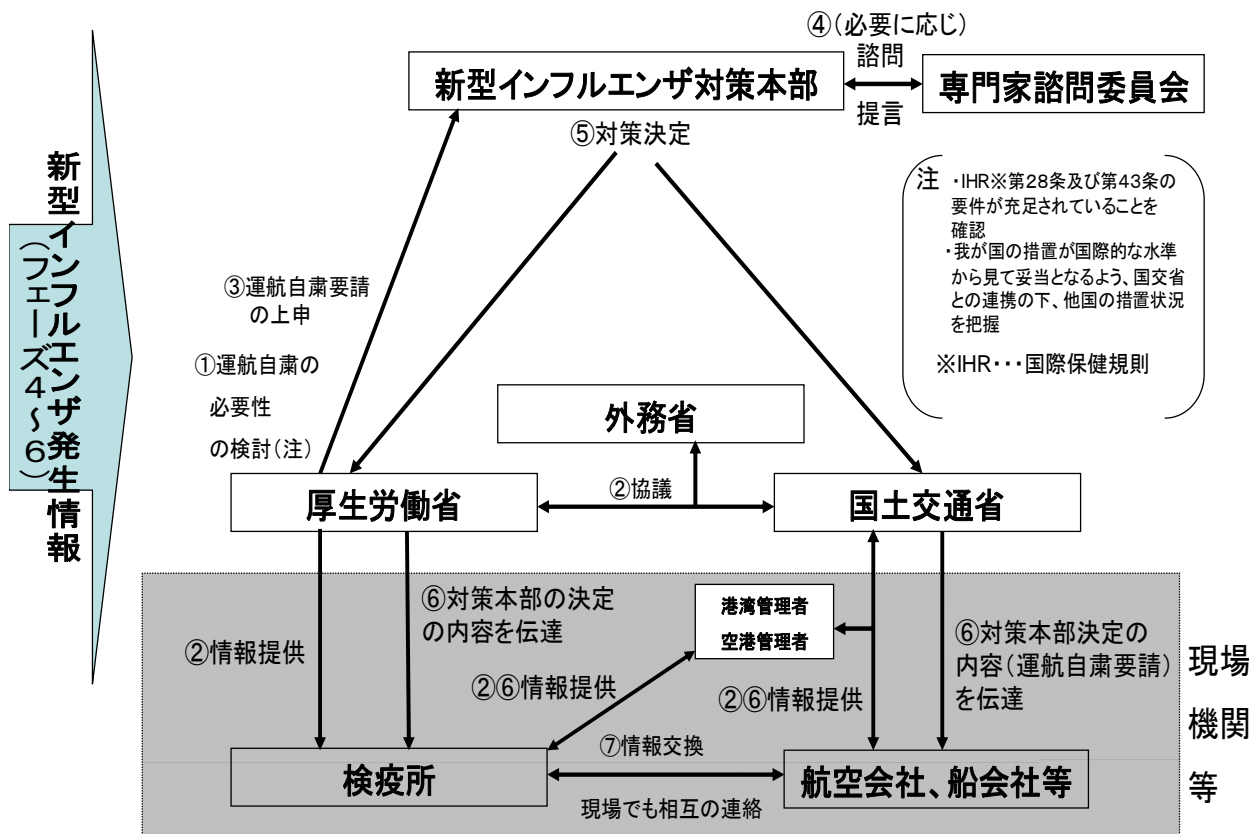 新型インフルエンザ発生情報
(フェーズ4~6)
④(必要に応じ)
諮問
新型インフルエンザ対策本部
専門家諮問委員会
提言
⑤対策決定
注 ・IHR※第28条及び第43条の
要件が充足されていることを
確認
・我が国の措置が国際的な水準
から見て妥当となるよう、国交省
との連携の下、他国の措置状況
を把握
※IHR・・・国際保健規則
③運航自粛要請
の上申
①運航自粛の
必要性
の検討(注)
外務省
②協議
厚生労働省
国土交通省
港湾管理者
空港管理者
⑥対策本部の決定
の内容を伝達
②情報提供
②⑥情報提供
②⑥情報提供
⑥対策本部決定の
内容(運航自粛要請)
を伝達
現場
機関
等
⑦情報交換
検疫所
航空会社、船会社等
現場でも相互の連絡